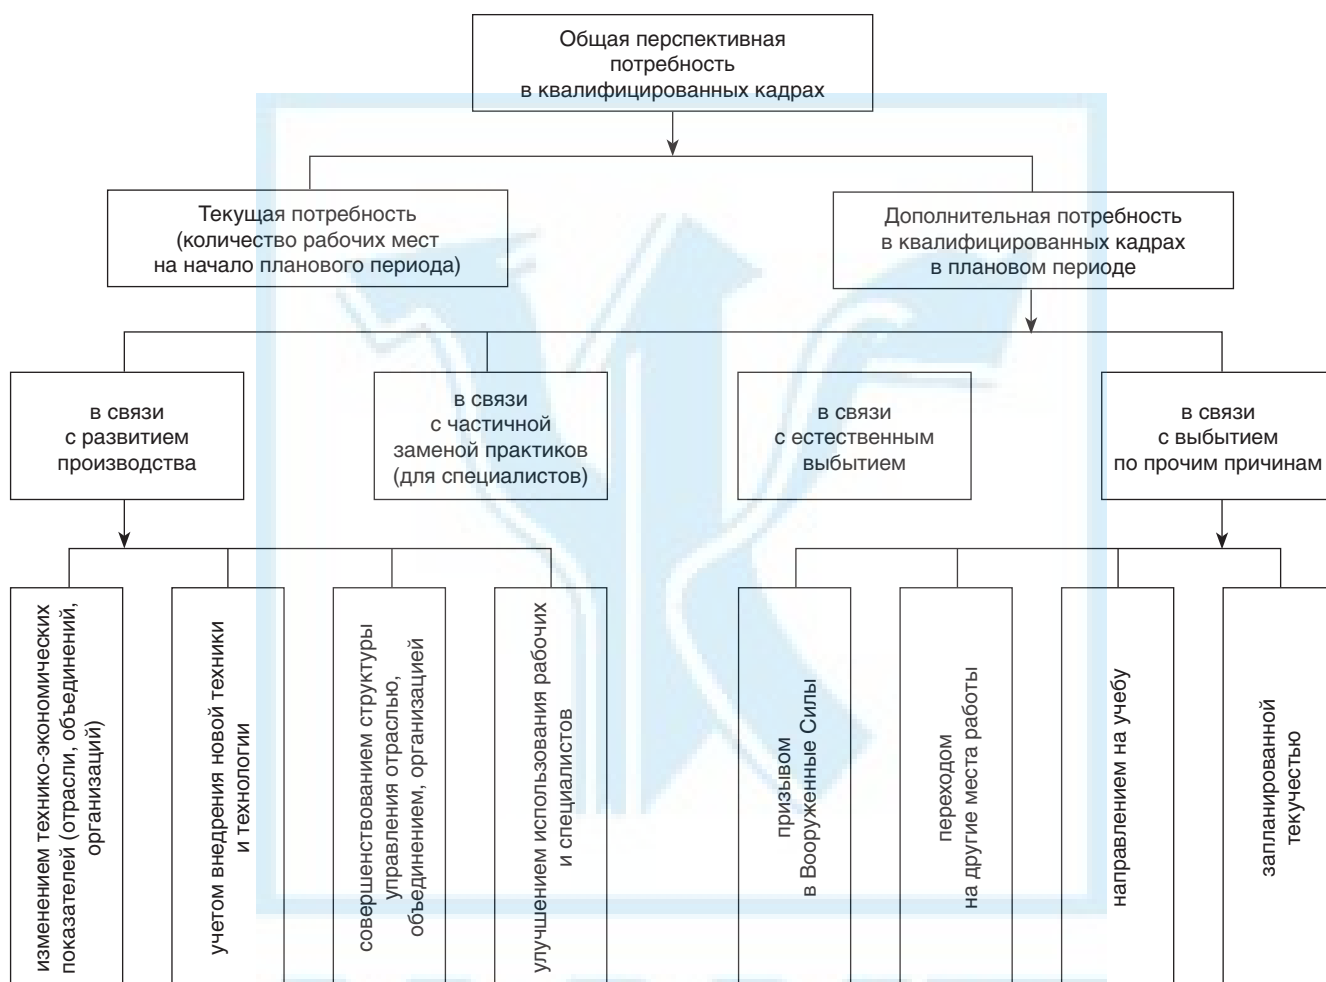 Общая перспективная
потребность
в квалифицированных кадрах
Текущая потребность
(количество рабочих мест
на начало планового периода)
Дополнительная потребность
в квалифицированных кадрах
в плановом периоде
в связи
с развитием
производства
в связи
с частичной
заменой практиков
(для специалистов)
в связи
с естественным
выбытием
в связи
с выбытием
по прочим причинам
изменением технико-экономических
показателей (отрасли, объединений,
организаций)
учетом внедрения новой техники
и технологии
совершенствованием структуры
управления отраслью,
объединением, организацией
улучшением использования рабочих
и специалистов
призывом
в Вооруженные Силы
переходом
на другие места работы
направлением на учебу
запланированной
текучестью